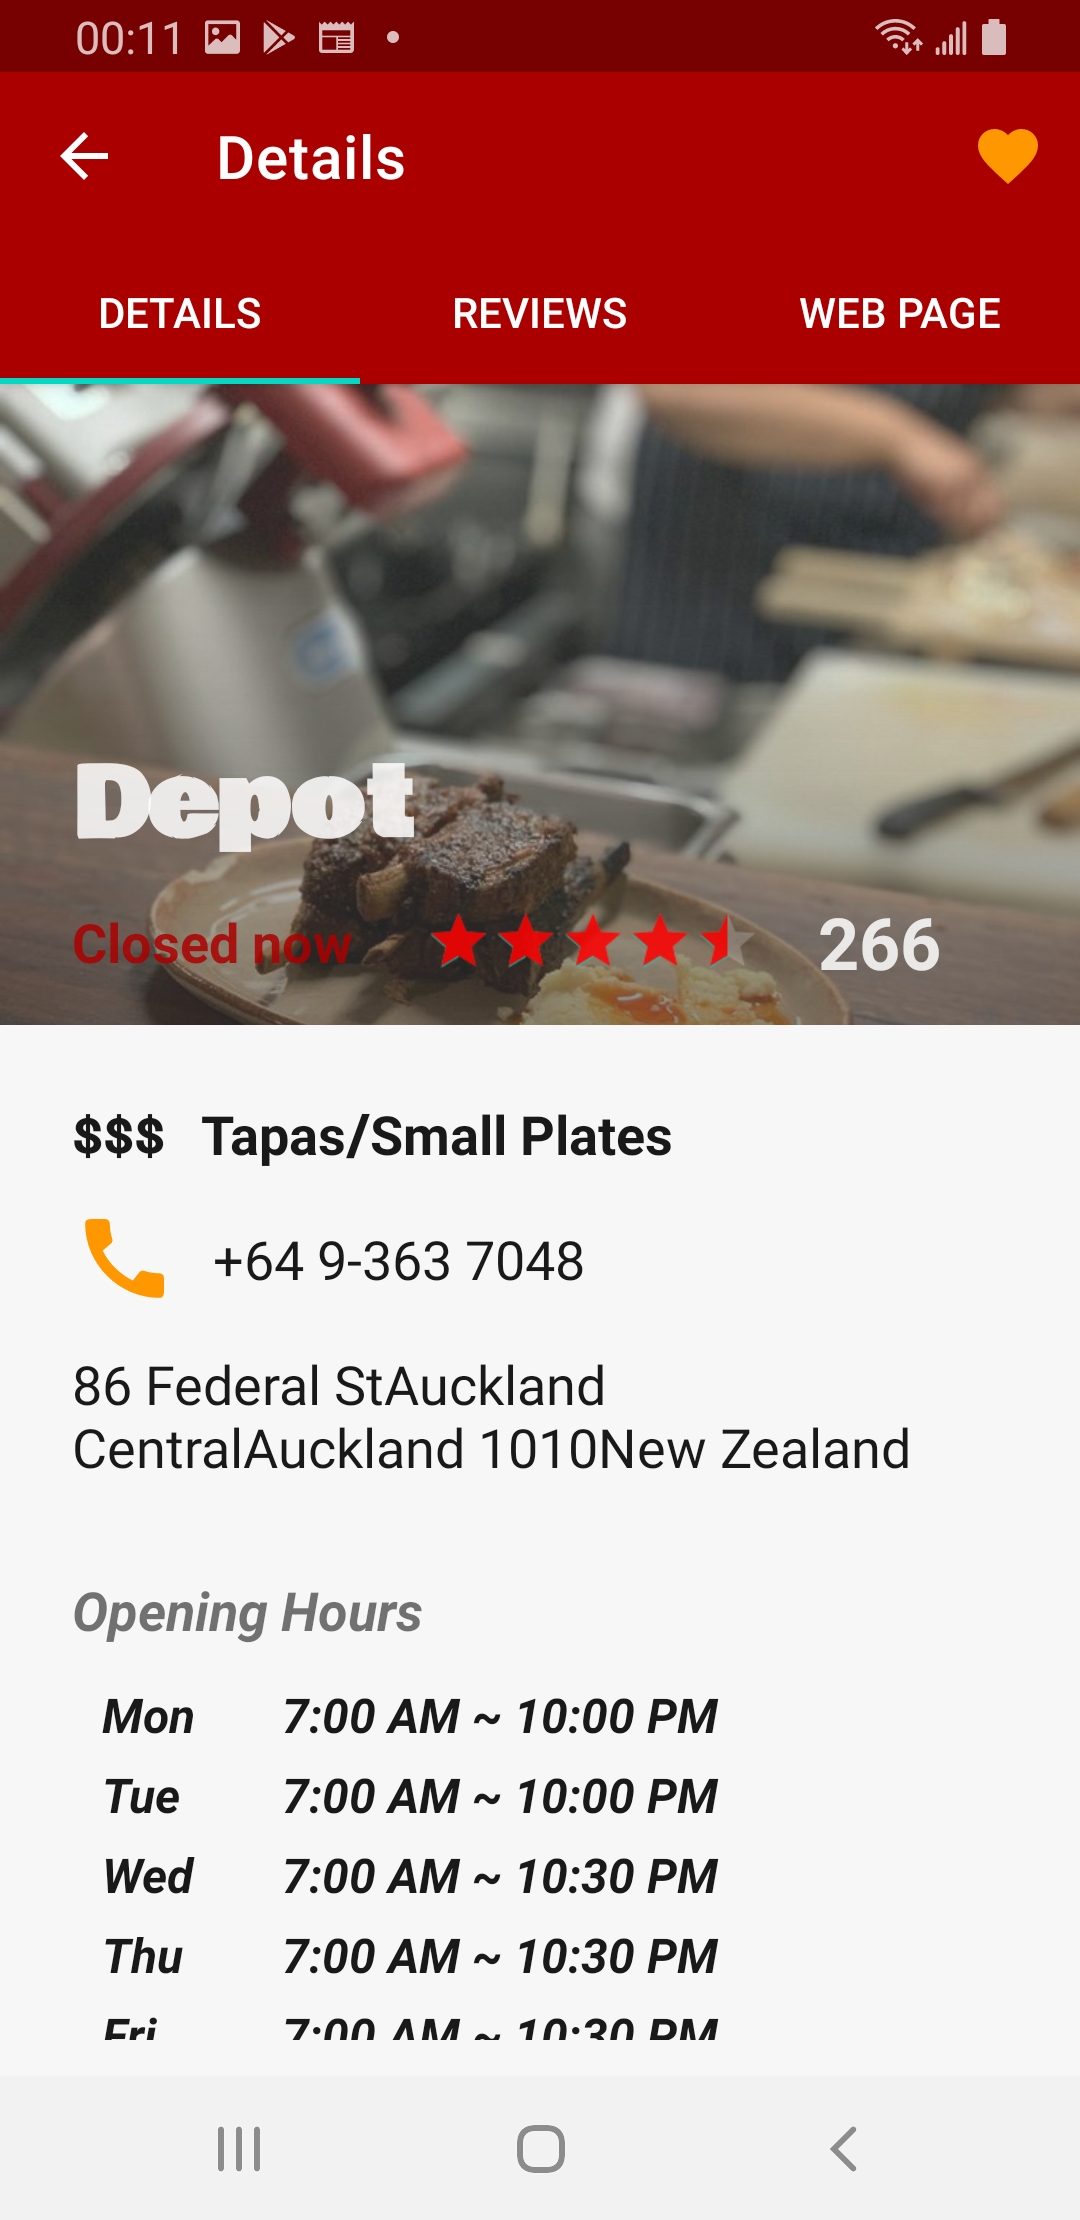 00:11
Details
DETAILS REVIEWS WEB PAGE
Depot
Closed now 266
$$$ Tapas/Small Plates
+64 9-363 7048
86 Federal StAuckland
CentralAuckland 1010New Zealand
Opening Hours
Mon 7:00 AM ~ 10:00 PM
Tue 7:00 AM ~ 10:00 PM
Wed 7:00 AM ~ 10:30 PM
Thu 7:00 AM ~ 10:30 PM
Fri 7:00 AM ~ 10:30 PM